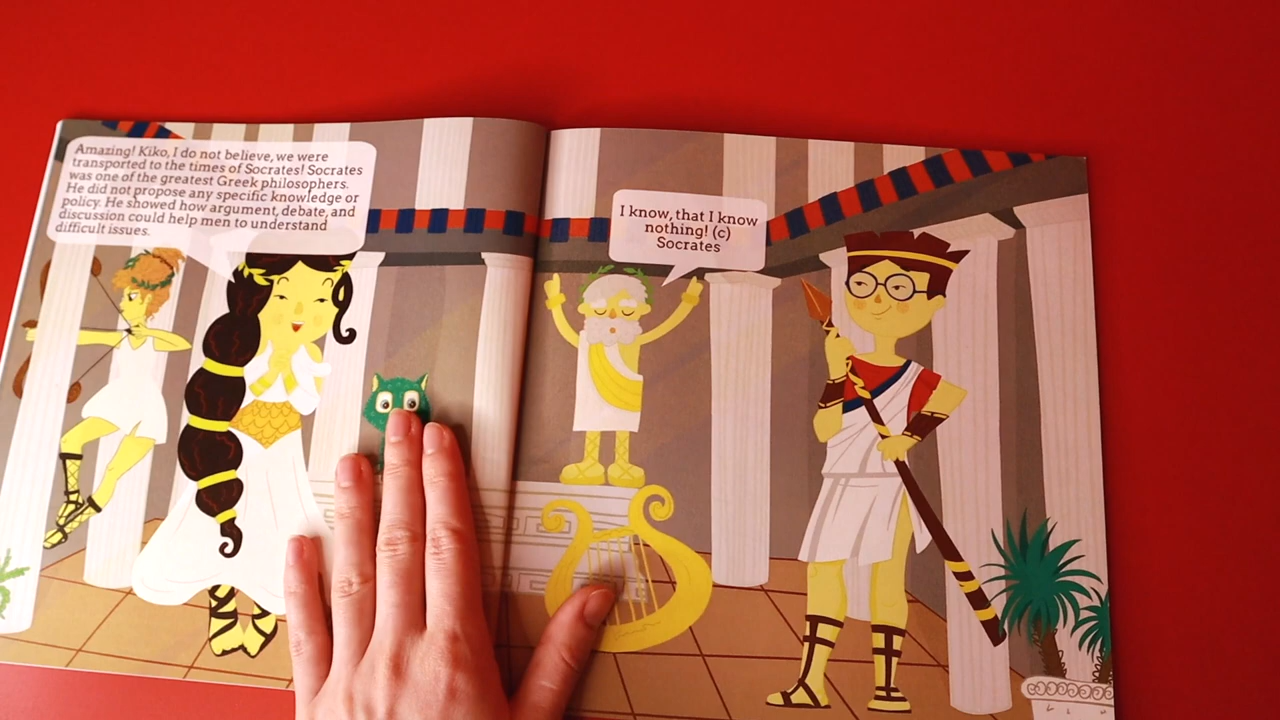 Amazing! Kiko, I do not believe, we were
transported to the times of Socrates! Socrates
was one of the greatest Greek philosophers.
He did not propose any specific knowledge or
policy. He showed how argument, debate, and
discussion could help men to understand
difficult issues.
I know, that I know
nothing! (c)
Socrates